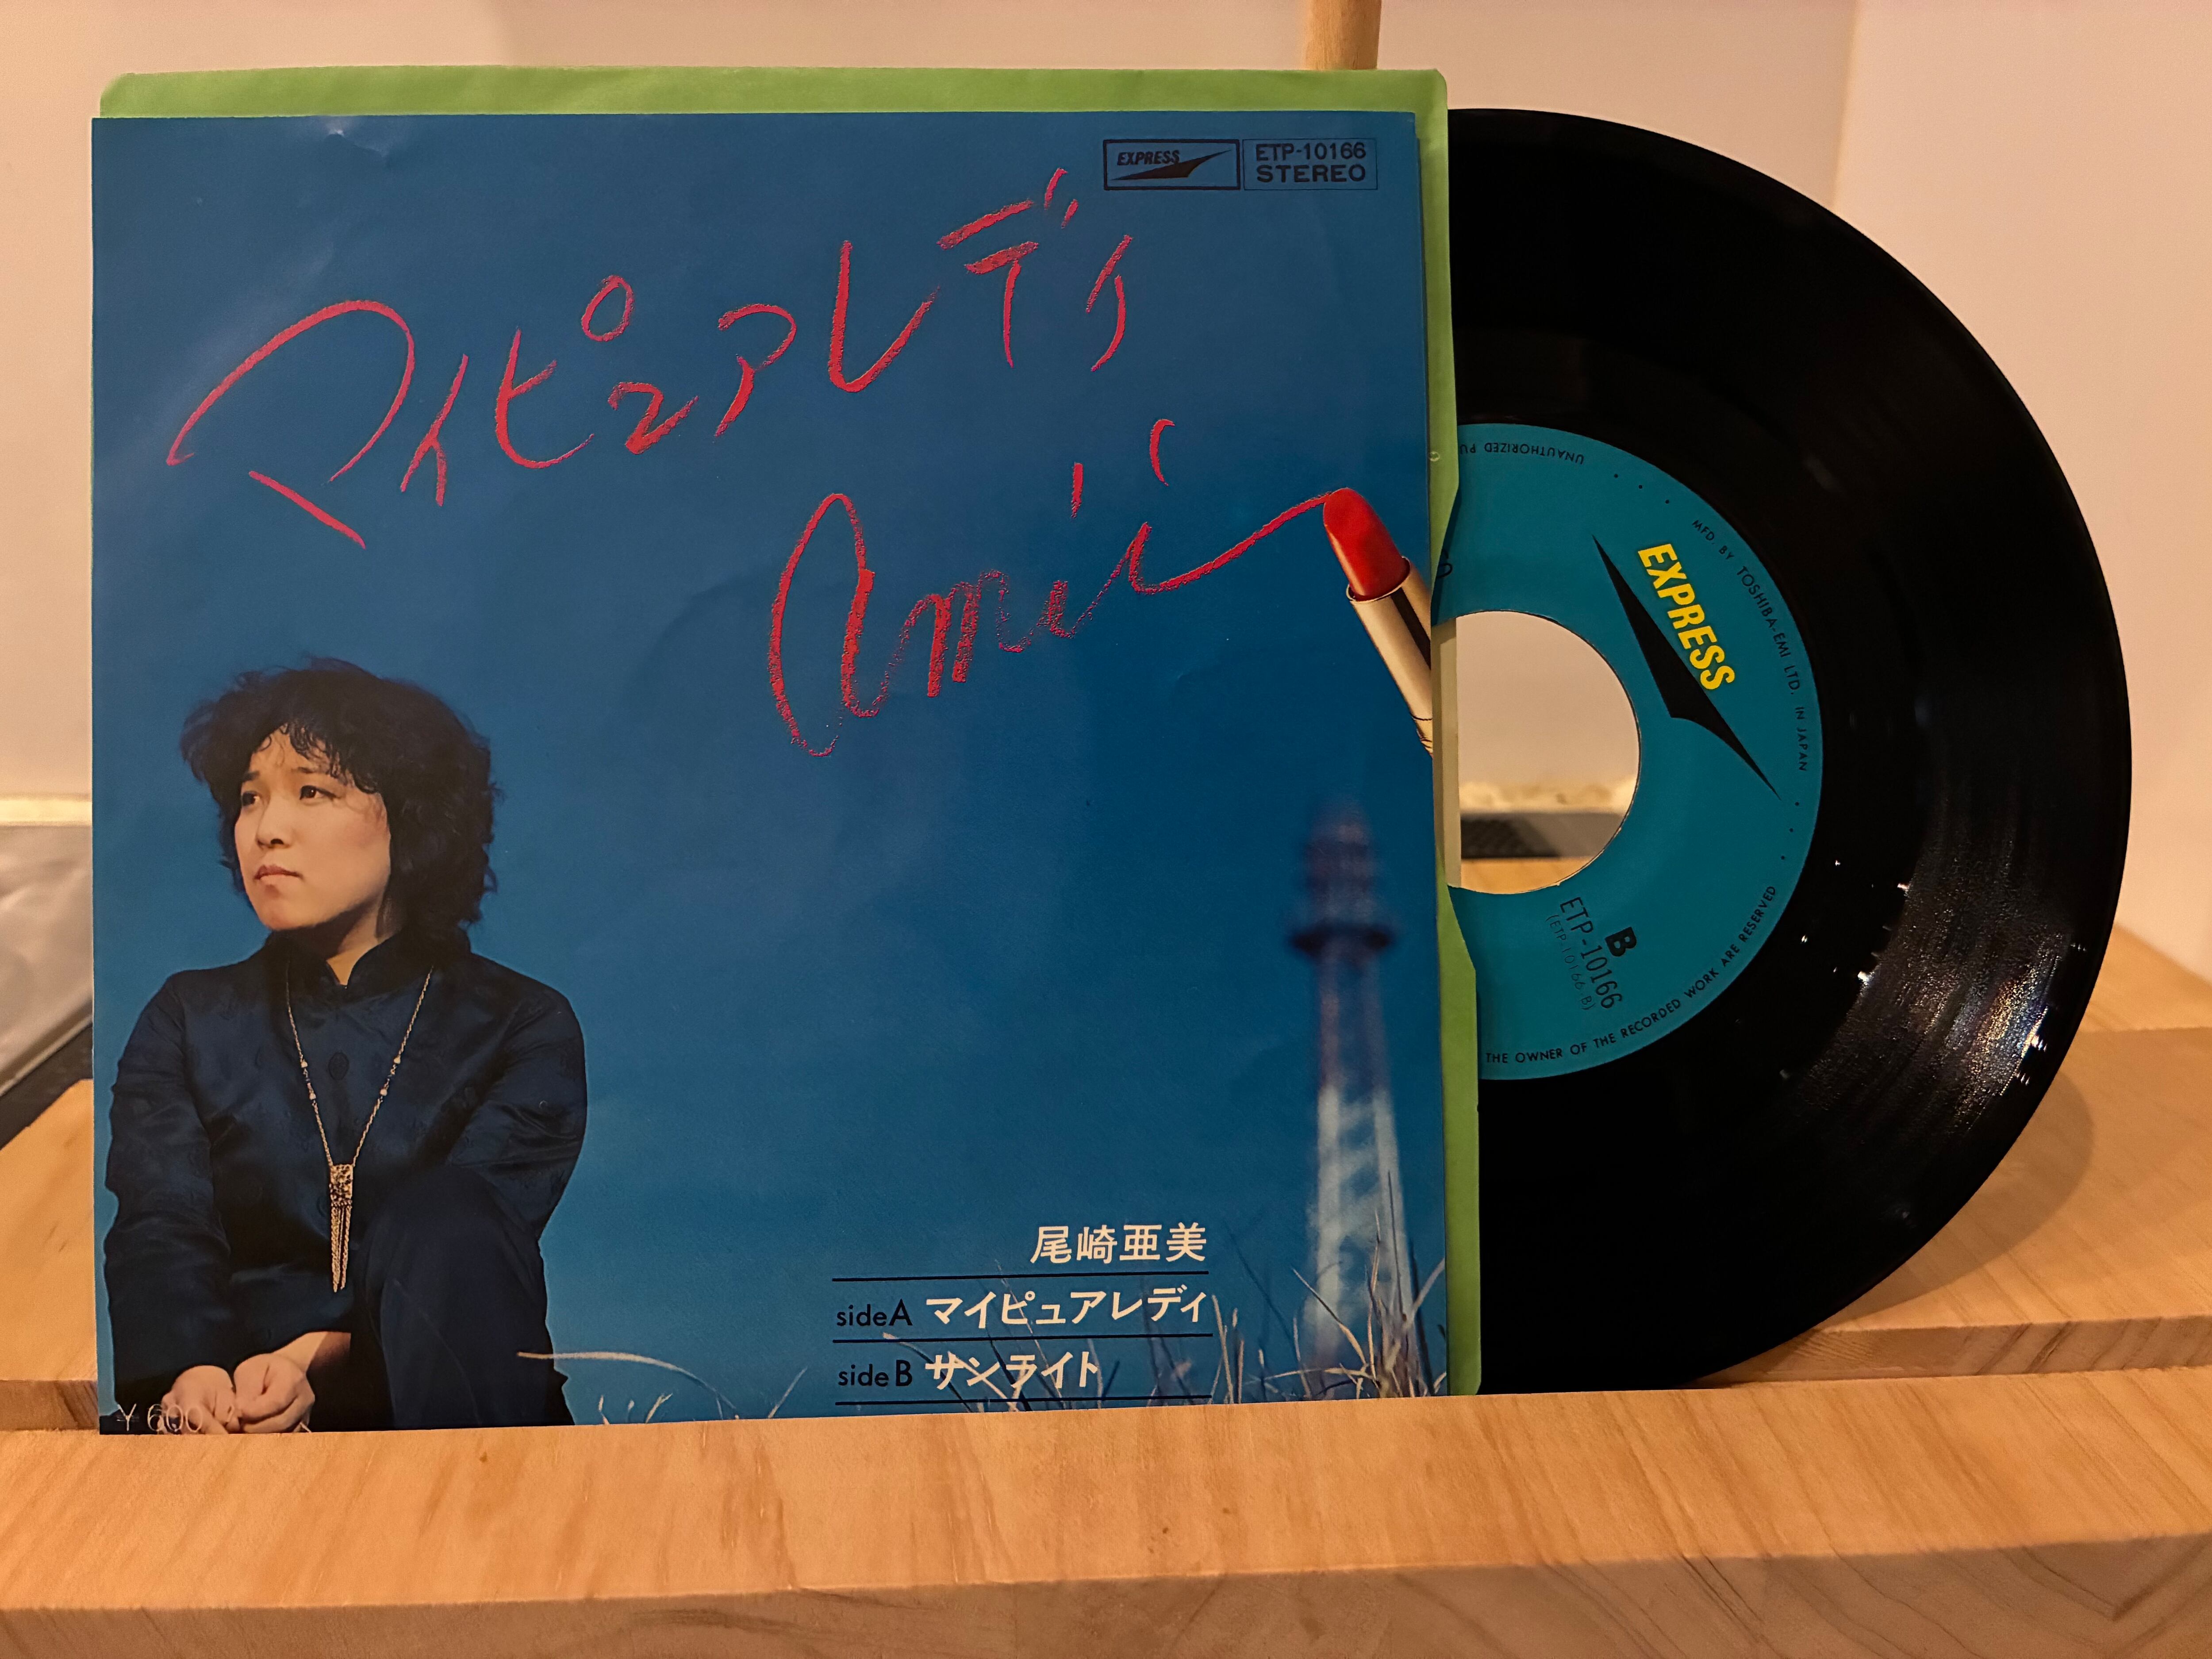 EXPRESS
ETP-10166
STEREO
マイピュアレディ
amii
尾崎亜美
sideA マイピュアレディ
sideB サンライト
¥600
UNAUTHORIZED
MFD. BY TOSHIBA-EMI LTD. IN JAPAN
EXPRESS
B
ETP-10166
(ETP-10166 B)
THE OWNER OF THE RECORDED WORK ARE RESERVED